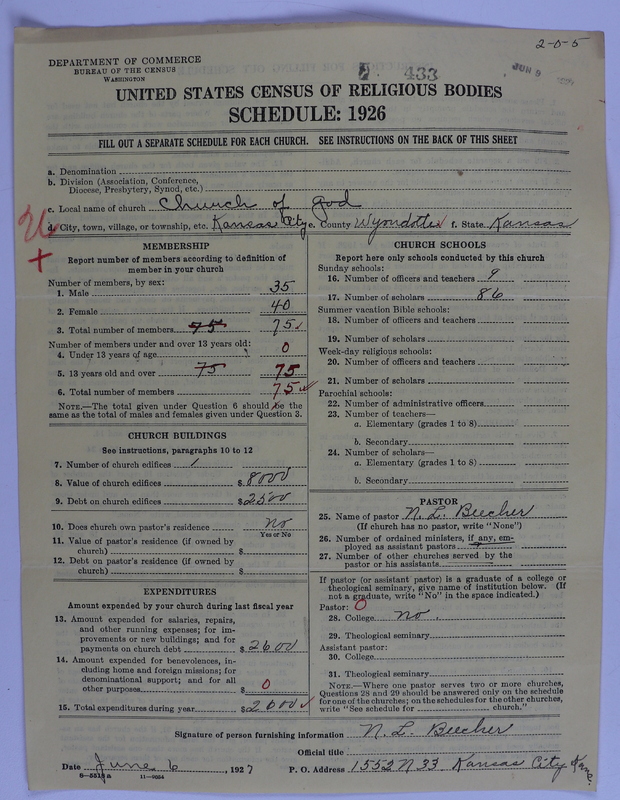 2-0-5
DEPARTMENT OF COMMERCE
BUREAU OF THE CENSUS
WASHINGTON
433
JUN 9
UNITED STATES CENSUS OF RELIGIOUS BODIES
SCHEDULE: 1926
FILL OUT A SEPARATE SCHEDULE FOR EACH CHURCH. SEE INSTRUCTIONS ON THE BACK OF THIS SHEET
a. Denomination
b. Division (Association, Conference, Diocese, Presbytery, Synod, etc.)
c. Local name of church Church of god
d. City, town, village, or township, etc. Kansas City e. County Wyondotte f. State Kansas
MEMBERSHIP
Report number of members according to definition of
member in your church
Number of members, by sex:
1. Male 35
2. Female 40
3. Total number of members 75 75
Number of members under and over 13 years old:
4. Under 13 years of age 0
5. 13 years old and over 75 75
6. Total number of members 75
NOTE.—The total given under Question 6 should be the
same as the total of males and females given under Question 3.
CHURCH BUILDINGS
See instructions, paragraphs 10 to 12
7. Number of church edifices 1
8. Value of church edifices $8000
9. Debt on church edifices $2500
10. Does church own pastor's residence no
Yes or No
11. Value of pastor's residence (if owned by
church) $
12. Debt on pastor's residence (if owned by
church) $
EXPENDITURES
Amount expended by your church during last fiscal year
13. Amount expended for salaries, repairs,
and other running expenses; for im-
provements or new buildings; and for
payments on church debt $2600
14. Amount expended for benevolences, in-
cluding home and foreign missions; for
denominational support; and for all
other purposes $ 0
15. Total expenditures during year $2600
CHURCH SCHOOLS
Report here only schools conducted by this church
Sunday schools:
16. Number of officers and teachers 9
17. Number of scholars 86
Summer vacation Bible schools:
18. Number of officers and teachers
19. Number of scholars
Week-day religious schools:
20. Number of officers and teachers
21. Number of scholars
Parochial schools:
22. Number of administrative officers
23. Number of teachers—
a. Elementary (grades 1 to 8)
b. Secondary
24. Number of scholars—
a. Elementary (grades 1 to 8)
b. Secondary
PASTOR
25. Name of pastor N. L. Beecher
(If church has no pastor, write "None")
26. Number of ordained ministers, if any, em-
ployed as assistant pastors
27. Number of other churches served by the
pastor or his assistants
If pastor (or assistant pastor) is a graduate of a college or
theological seminary, give name of institution below. (If
not a graduate, write "No" in the space indicated.)
Pastor: 0
28. College no.
29. Theological seminary
Assistant pastor:
30. College
31. Theological seminary
NOTE.—Where one pastor serves two or more churches,
Questions 28 and 29 should be answered only on the schedule
for one of the churches; on the schedules for the other churches,
write "See schedule for church."
Signature of person furnishing information N. L. Beecher
Official title
Date June 6, 1927 P. O. Address 1552 N 33. Kansas City Kans.
8-5518a 11-9054